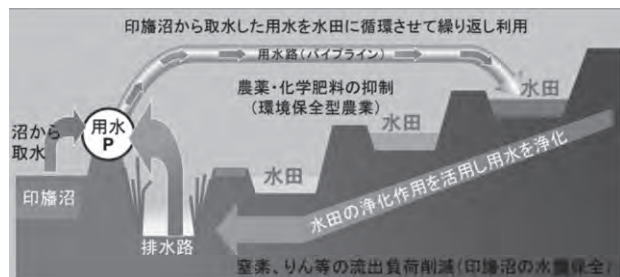 印旛沼から取水した用水を水田に循環させて繰り返し利用
用水路(パイプライン)
農薬・化学肥料の抑制
(環境保全型農業)
水田
沼から
取水
用水
P
水田
水田
印旛沼
排水路
水田の浄化作用を活用し用水を浄化
窒素、りん等の流出負荷削減(印旛沼の水質保全)